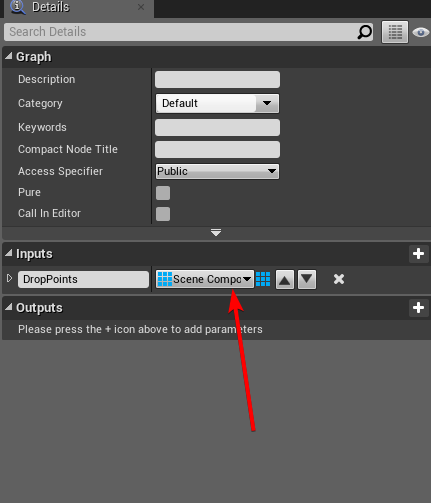 Details
Search Details
Graph
Description
Category Default
Keywords
Compact Node Title
Access Specifier Public
Pure
Call In Editor
Inputs
DropPoints Scene Compo
Outputs
Please press the + icon above to add parameters